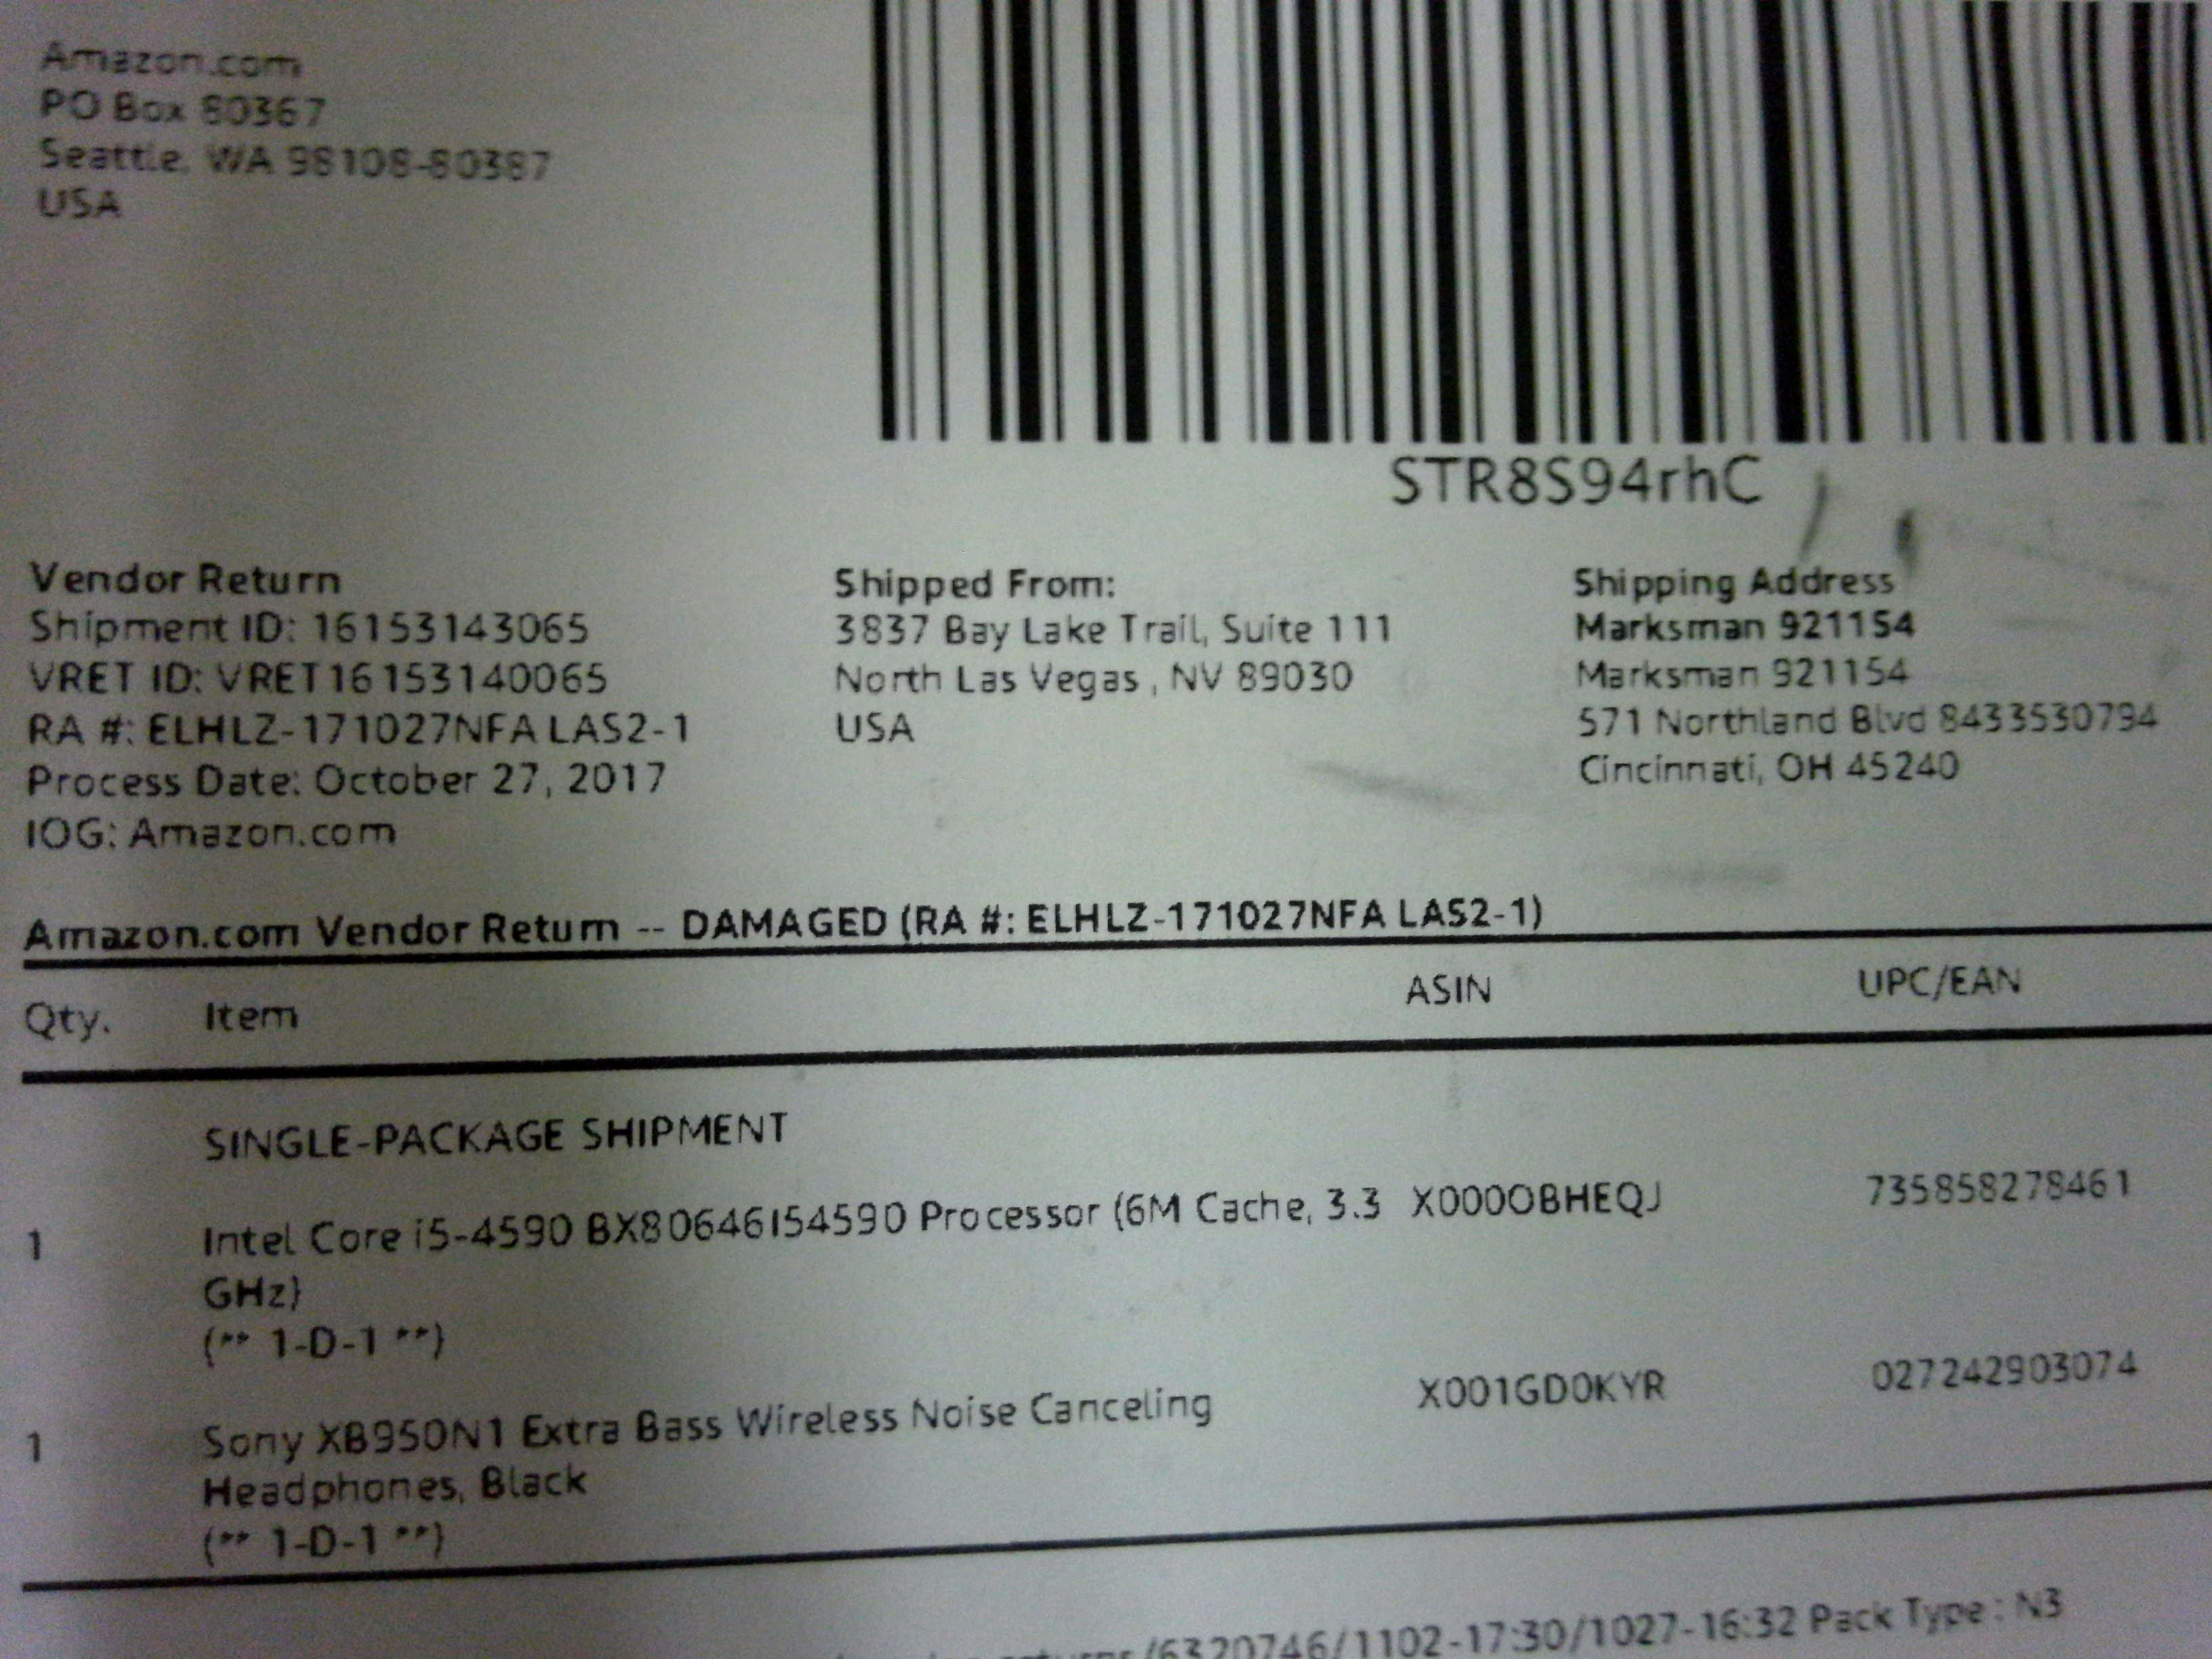 Amazon.com
PO Box 80367
Seattle, WA 98108-80387
USA
STR8S94rhC
Vendor Return
Shipment ID: 16153143065
VRET ID: VRET16153140065
RA #: ELHLZ-171027NFA LAS2-1
Process Date: October 27, 2017
IOG: Amazon.com
Shipped From:
3837 Bay Lake Trail, Suite 111
North Las Vegas , NV 89030
USA
Shipping Address
Marksman 921154
Marksman 921154
571 Northland Blvd 8433530794
Cincinnati, OH 45240
Amazon.com Vendor Return -- DAMAGED (RA #: ELHLZ-171027NFA LAS2-1)
Qty. Item ASIN UPC/EAN
SINGLE-PACKAGE SHIPMENT
1 Intel Core i5-4590 BX80646I54590 Processor (6M Cache, 3.3 X000OBHEQJ 735858278461
GHz)
(** 1-D-1 **)
1 Sony XB950N1 Extra Bass Wireless Noise Canceling X001GD0KYR 027242903074
Headphones, Black
(** 1-D-1 **)
(6320746/1102-17:30/1027-16:32 Pack Type : N3